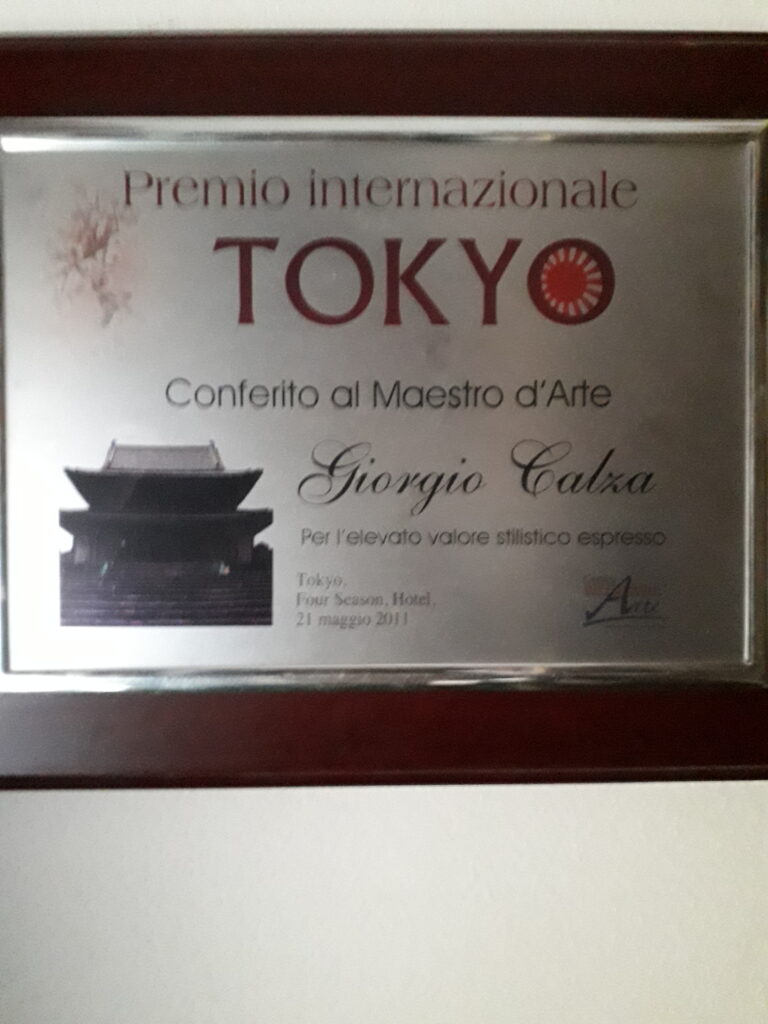 Premio internazionale
TOKYO
Conferito al Maestro d'Arte
Giorgio Calza
Per l'elevato valore stilistico espresso
Tokyo,
Four Season, Hotel,
21 maggio 2011